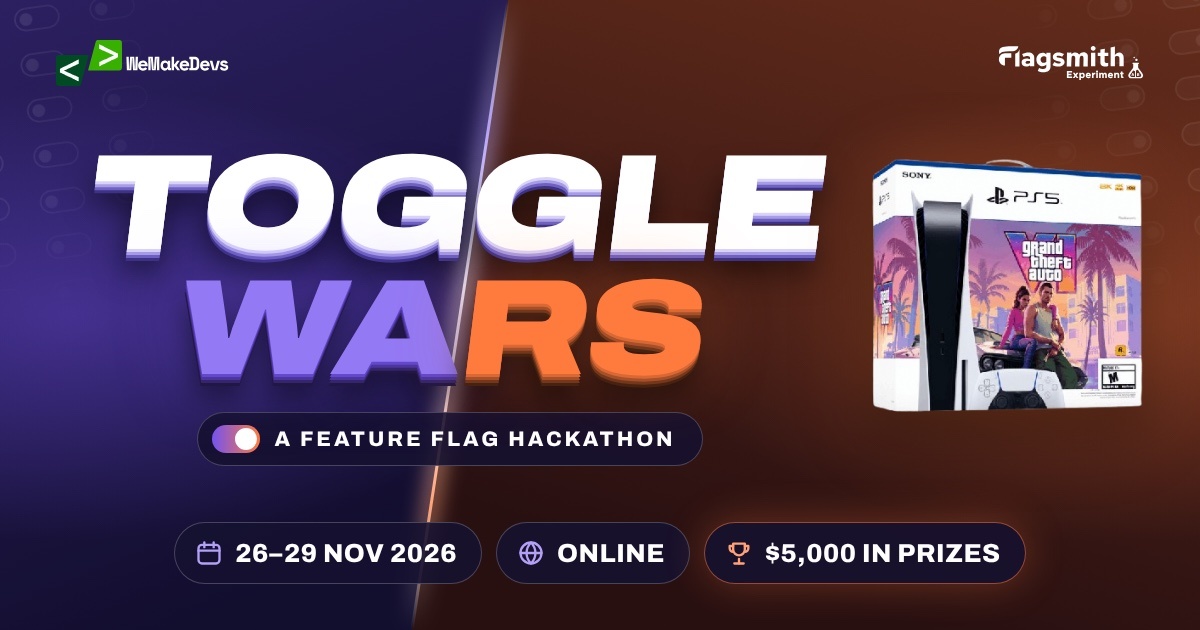 WeMakeDevs
Flagsmith
Experiment
TOGGLE
WARS
A FEATURE FLAG HACKATHON
26–29 NOV 2026
ONLINE
$5,000 IN PRIZES
SONY
PS5
grand
theft
auto
VI